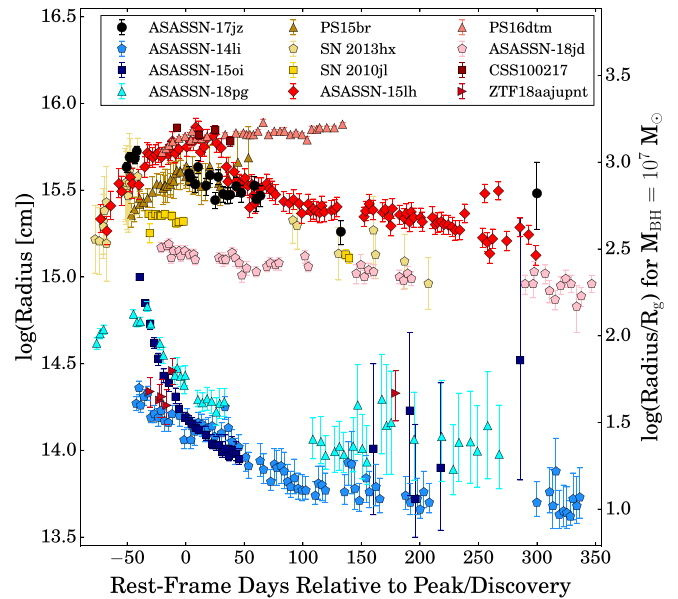 16.5
16.0
15.5
15.0
14.5
14.0
13.5
log(Radius [cm])
ASASSN-17jz
ASASSN-14li
ASASSN-15oi
ASASSN-18pg
PS15br
SN 2013hx
SN 2010jl
ASASSN-15lh
PS16dtm
ASASSN-18jd
CSS100217
ZTF18aajupnt
3.5
3.0
2.5
2.0
1.5
1.0
log(Radius/R_g) for M_BH = 10^7 M_⊙
−50 0 50 100 150 200 250 300 350
Rest-Frame Days Relative to Peak/Discovery